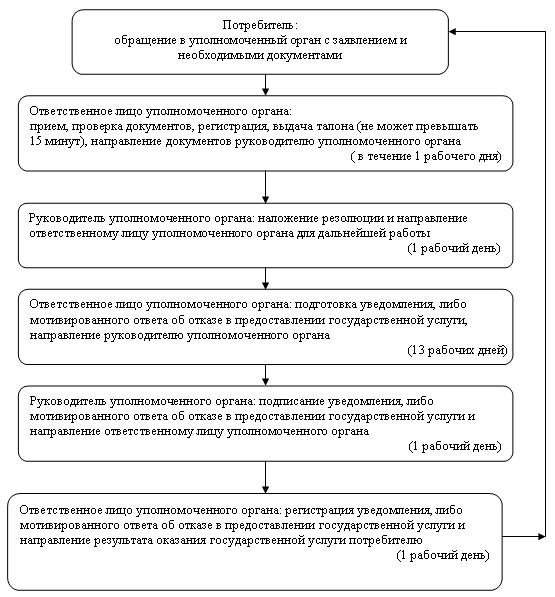 Потребитель:
обращение в уполномоченный орган с заявлением и
необходимыми документами
Ответственное лицо уполномоченного органа:
прием, проверка документов, регистрация, выдача талона (не может превышать
15 минут), направление документов руководителю уполномоченного органа
( в течение 1 рабочего дня)
Руководитель уполномоченного органа: наложение резолюции и направление
ответственному лицу уполномоченного органа для дальнейшей работы
(1 рабочий день)
Ответственное лицо уполномоченного органа: подготовка уведомления, либо
мотивированного ответа об отказе в предоставлении государственной услуги,
направление руководителю уполномоченного органа
(13 рабочих дней)
Руководитель уполномоченного органа: подписание уведомления, либо
мотивированного ответа об отказе в предоставлении государственной услуги и
направление ответственному лицу уполномоченного органа
(1 рабочий день)
Ответственное лицо уполномоченного органа: регистрация уведомления, либо
мотивированного ответа об отказе в предоставлении государственной услуги и
направление результата оказания государственной услуги потребителю
(1 рабочий день)